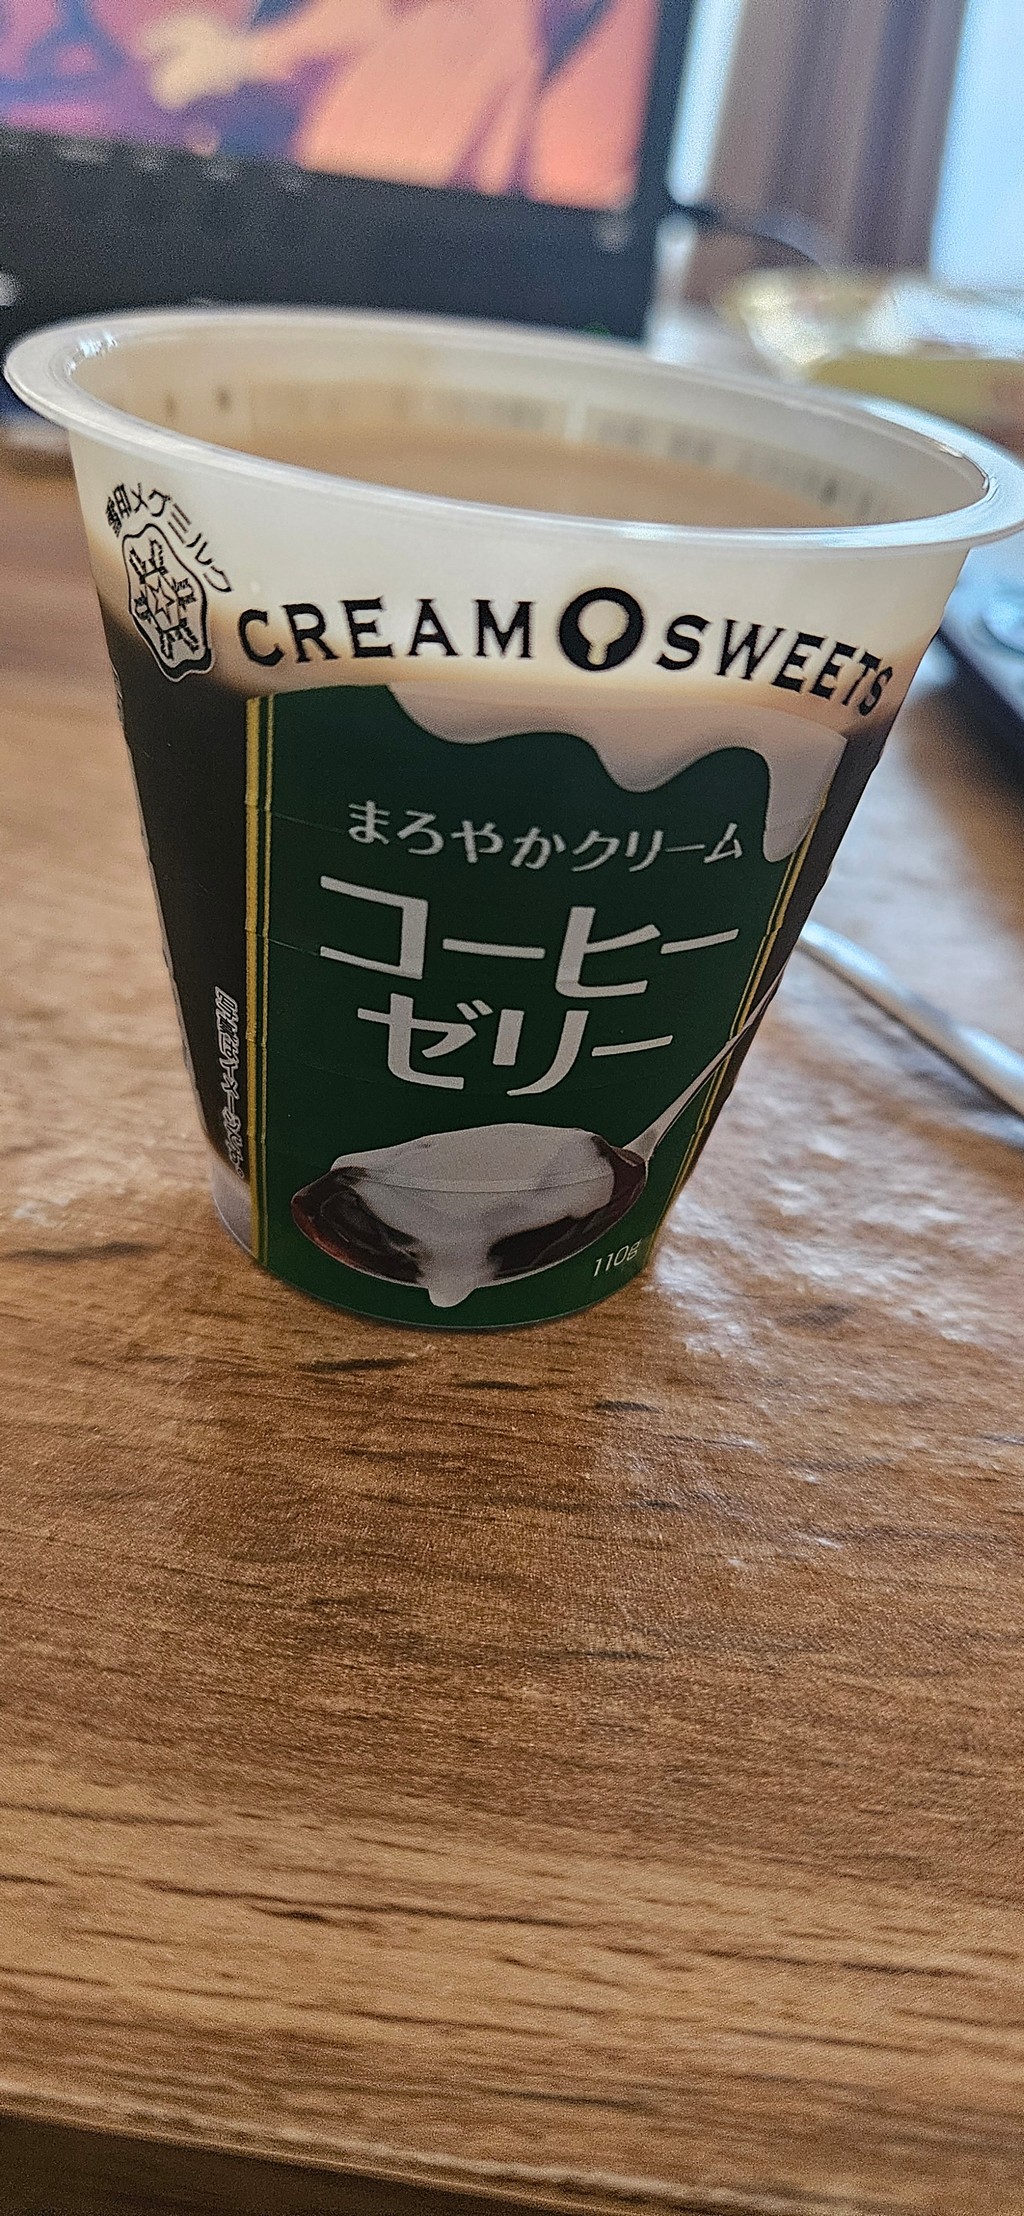 雪印メグミルク
CREAM SWEETS
まろやかクリーム
コーヒー
ゼリー
110g